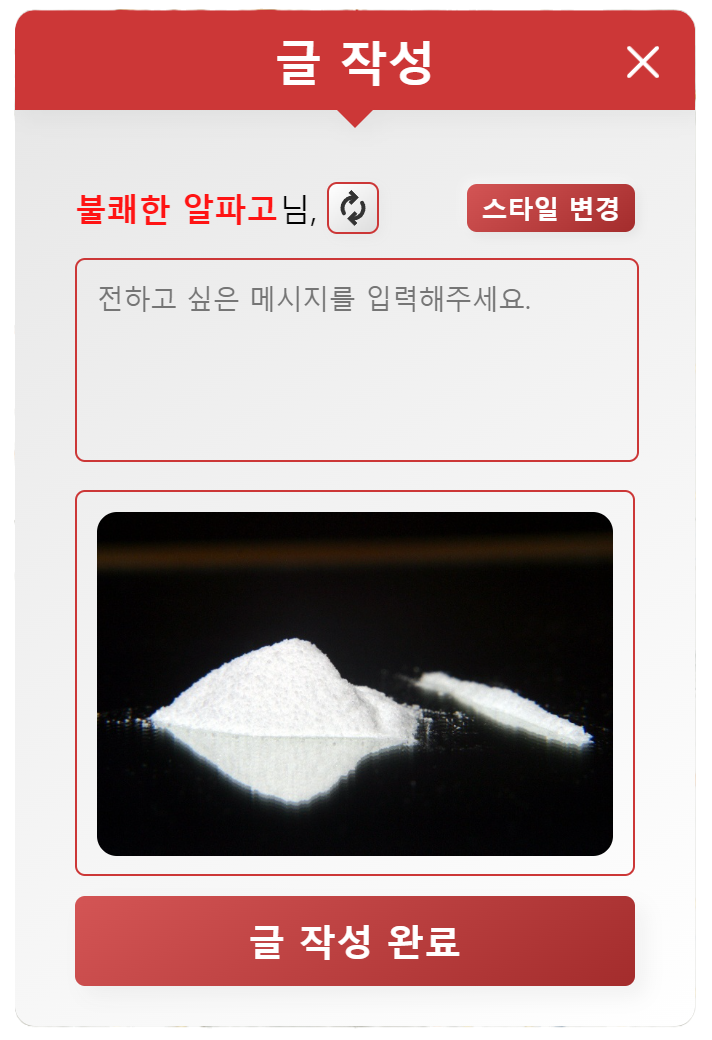 글 작성
불쾌한 알파고님,
스타일 변경
전하고 싶은 메시지를 입력해주세요.
글 작성 완료